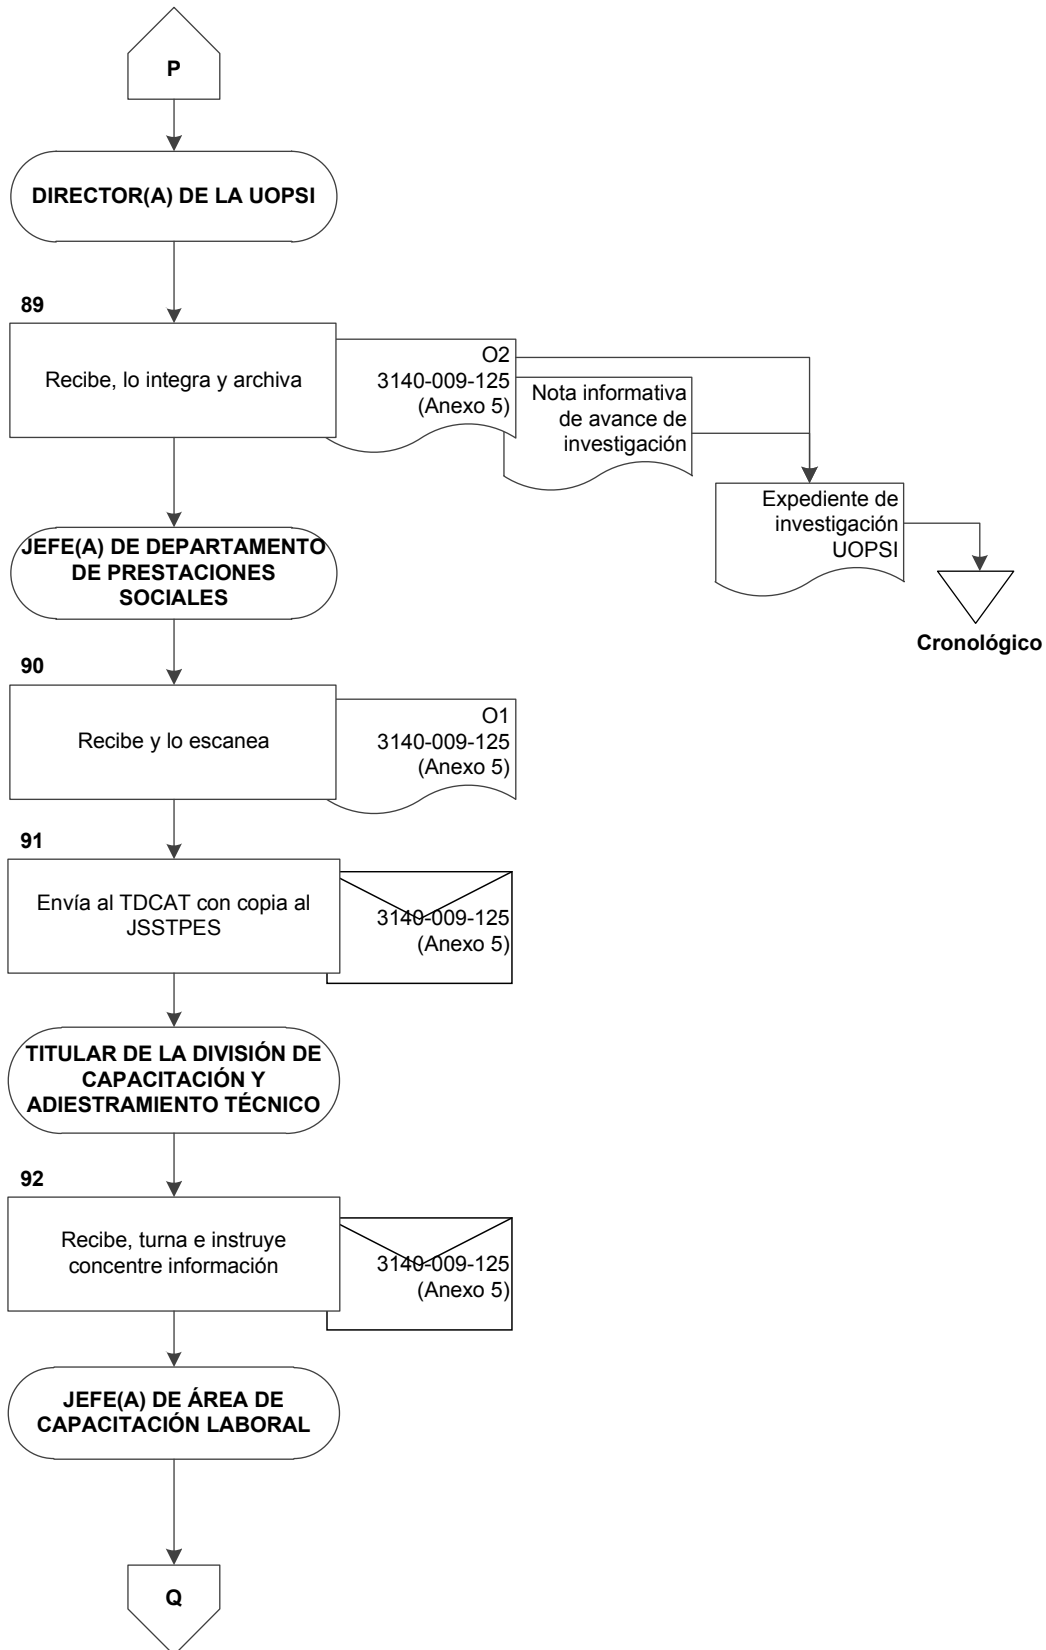 P
DIRECTOR(A) DE LA UOPSI
89
Recibe, lo integra y archiva
O2
3140-009-125
(Anexo 5)
Nota informativa
de avance de
investigación
Expediente de
investigación
UOPSI
Cronológico
JEFE(A) DE DEPARTAMENTO
DE PRESTACIONES
SOCIALES
90
Recibe y lo escanea
O1
3140-009-125
(Anexo 5)
91
Envía al TDCAT con copia al
JSSTPES
3140-009-125
(Anexo 5)
TITULAR DE LA DIVISIÓN DE
CAPACITACIÓN Y
ADIESTRAMIENTO TÉCNICO
92
Recibe, turna e instruye
concentre información
3140-009-125
(Anexo 5)
JEFE(A) DE ÁREA DE
CAPACITACIÓN LABORAL
Q